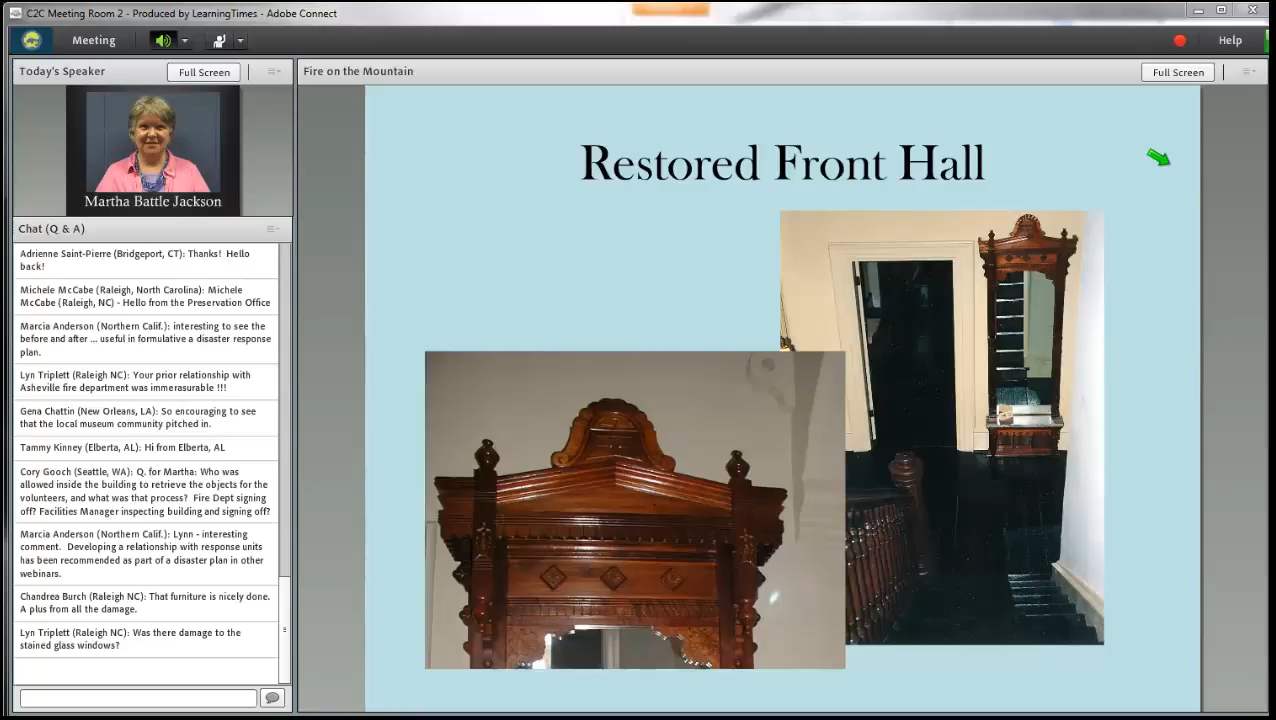 C2C Meeting Room 2 - Produced by LearningTimes - Adobe Connect
Meeting
Help
Today's Speaker
Full Screen
Martha Battle Jackson
Chat (Q & A)
Adrienne Saint-Pierre (Bridgeport, CT): Thanks! Hello
back!
Michele McCabe (Raleigh, North Carolina): Michele
McCabe (Raleigh, NC) - Hello from the Preservation Office
Marcia Anderson (Northern Calif.): interesting to see the
before and after ... useful in formulative a disaster response
plan.
Lyn Triplett (Raleigh NC): Your prior relationship with
Asheville fire department was immerasurable !!!
Gena Chattin (New Orleans, LA): So encouraging to see
that the local museum community pitched in.
Tammy Kinney (Elberta, AL): Hi from Elberta, AL
Cory Gooch (Seattle, WA): Q. for Martha: Who was
allowed inside the building to retrieve the objects for the
volunteers, and what was that process? Fire Dept signing
off? Facilities Manager inspecting building and signing off?
Marcia Anderson (Northern Calif.): Lynn - interesting
comment. Developing a relationship with response units
has been recommended as part of a disaster plan in other
webinars.
Chandrea Burch (Raleigh NC): That furniture is nicely done.
A plus from all the damage.
Lyn Triplett (Raleigh NC): Was there damage to the
stained glass windows?
Fire on the Mountain
Full Screen
Restored Front Hall